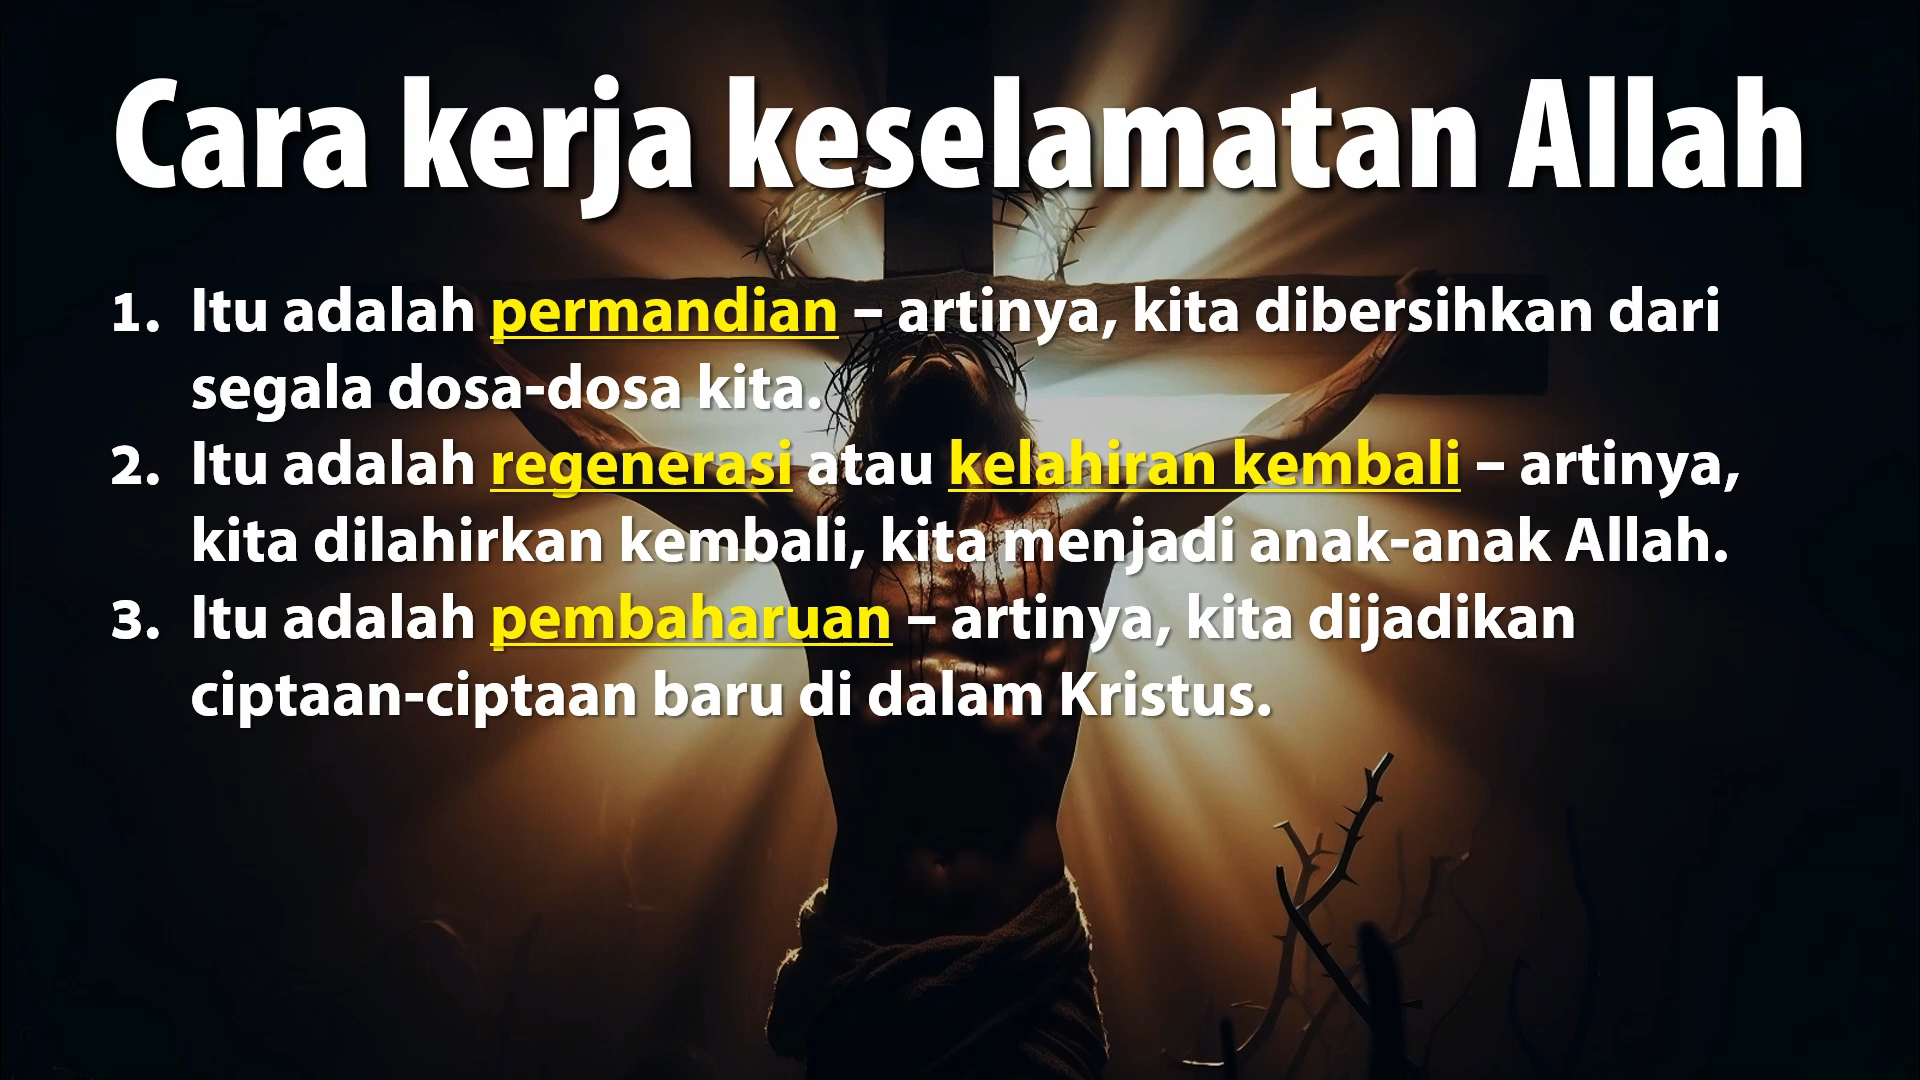 Cara kerja keselamatan Allah
1. Itu adalah permandian – artinya, kita dibersihkan dari
segala dosa-dosa kita.
2. Itu adalah regenerasi atau kelahiran kembali – artinya,
kita dilahirkan kembali, kita menjadi anak-anak Allah.
3. Itu adalah pembaharuan – artinya, kita dijadikan
ciptaan-ciptaan baru di dalam Kristus.